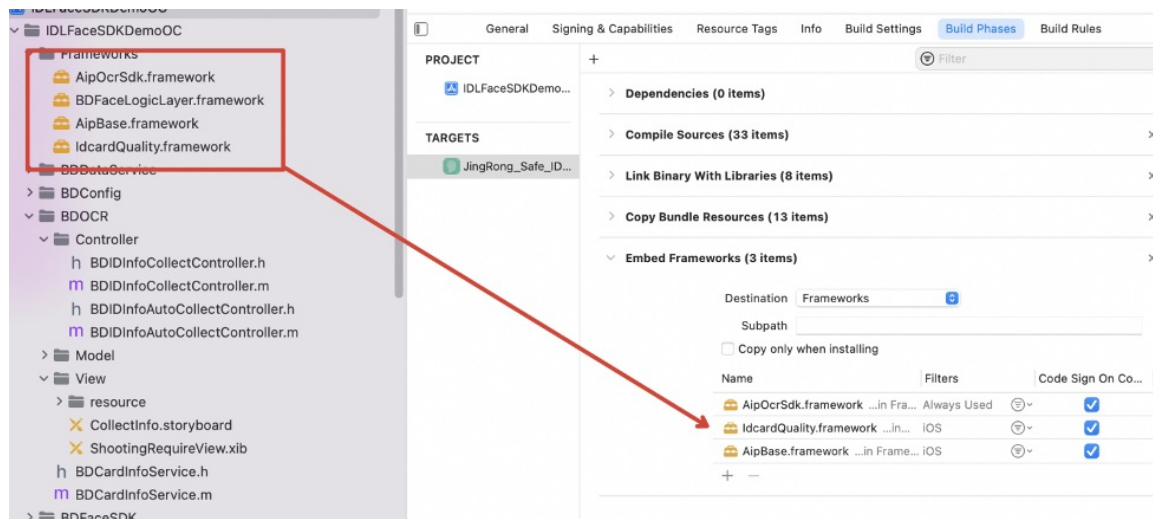 IDLFaceSDKDemoOC
IDLFaceSDKDemoOC
Frameworks
AipOcrSdk.framework
BDFaceLogicLayer.framework
AipBase.framework
IdcardQuality.framework
BDDataService
BDConfig
BDOCR
Controller
h BDIDInfoCollectController.h
m BDIDInfoCollectController.m
h BDIDInfoAutoCollectController.h
m BDIDInfoAutoCollectController.m
Model
View
resource
CollectInfo.storyboard
ShootingRequireView.xib
h BDCardInfoService.h
m BDCardInfoService.m
BDFaceSDK
General Signing & Capabilities Resource Tags Info Build Settings Build Phases Build Rules
PROJECT
IDLFaceSDKDemo...
TARGETS
JingRong_Safe_ID...
+ Filter
Dependencies (0 items)
Compile Sources (33 items)
Link Binary With Libraries (8 items)
Copy Bundle Resources (13 items)
Embed Frameworks (3 items)
Destination Frameworks
Subpath
Copy only when installing
Name Filters Code Sign On Co...
AipOcrSdk.framework ...in Fra... Always Used
IdcardQuality.framework ...in... iOS
AipBase.framework ...in Frame... iOS
+ −